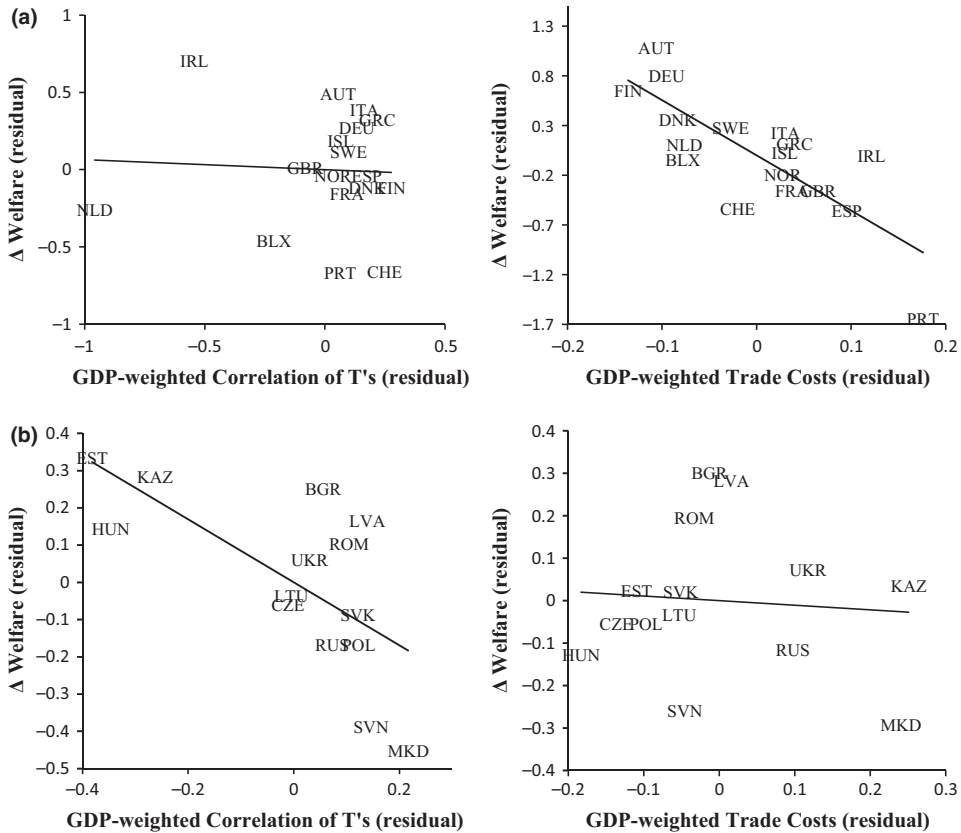 (a)
Δ Welfare (residual)
1
0.5
0
−0.5
−1
IRL
AUT
ITA
GRC
DEU
ISL
SWE
GBR
NORESP
DNK FIN
FRA
NLD
BLX
PRT CHE
−1 −0.5 0 0.5
GDP-weighted Correlation of T's (residual)
Δ Welfare (residual)
1.3
0.8
0.3
−0.2
−0.7
−1.2
−1.7
AUT
DEU
FIN
DNK
SWE
ITA
NLD
GRC
BLX
ISL
IRL
NOR
FRA GBR
CHE
ESP
PRT
−0.2 −0.1 0 0.1 0.2
GDP-weighted Trade Costs (residual)
(b)
Δ Welfare (residual)
0.4
0.3
0.2
0.1
0
−0.1
−0.2
−0.3
−0.4
−0.5
EST
KAZ
BGR
HUN
LVA
ROM
UKR
LTU
CZE
SVK
RUS POL
SVN
MKD
−0.4 −0.2 0 0.2
GDP-weighted Correlation of T's (residual)
Δ Welfare (residual)
0.4
0.3
0.2
0.1
0
−0.1
−0.2
−0.3
−0.4
BGR
LVA
ROM
UKR
KAZ
EST SVK
LTU
CZE POL
HUN
RUS
SVN
MKD
−0.2 −0.1 0 0.1 0.2 0.3
GDP-weighted Trade Costs (residual)